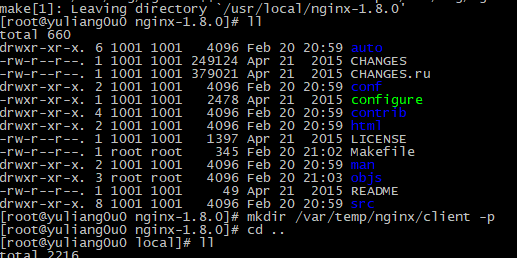 make[1]: Leaving directory `/usr/local/nginx-1.8.0'
[root@yuliang0u0 nginx-1.8.0]# ll
total 660
drwxr-xr-x. 6 1001 1001   4096 Feb 20 20:59 auto
-rw-r--r--. 1 1001 1001 249124 Apr 21  2015 CHANGES
-rw-r--r--. 1 1001 1001 379021 Apr 21  2015 CHANGES.ru
drwxr-xr-x. 2 1001 1001   4096 Feb 20 20:59 conf
-rwxr-xr-x. 1 1001 1001   2478 Apr 21  2015 configure
drwxr-xr-x. 4 1001 1001   4096 Feb 20 20:59 contrib
drwxr-xr-x. 2 1001 1001   4096 Feb 20 20:59 html
-rw-r--r--. 1 1001 1001   1397 Apr 21  2015 LICENSE
-rw-r--r--. 1 root root    345 Feb 20 21:02 Makefile
drwxr-xr-x. 2 1001 1001   4096 Feb 20 20:59 man
drwxr-xr-x. 3 root root   4096 Feb 20 21:03 objs
-rw-r--r--. 1 1001 1001     49 Apr 21  2015 README
drwxr-xr-x. 8 1001 1001   4096 Feb 20 20:59 src
[root@yuliang0u0 nginx-1.8.0]# mkdir /var/temp/nginx/client -p
[root@yuliang0u0 nginx-1.8.0]# cd ..
[root@yuliang0u0 local]# ll
total 2216